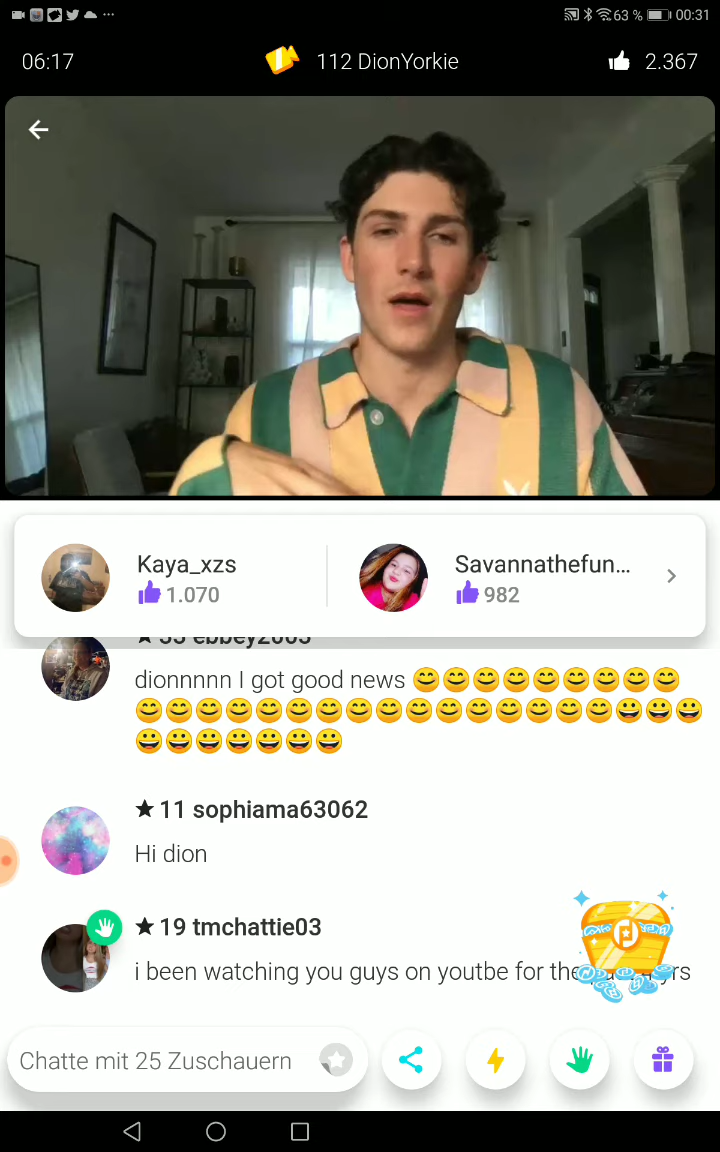 63 % 00:31
06:17 112 DionYorkie 2.367
Kaya_xzs Savannathefun...
1.070 982
dionnnnn I got good news 😊😊😊😊😊😊😊😊😊
😊😊😊😊😊😊😊😊😊😊😊😊😊😊😊😊😀😀😀
😀😀😀😀😀😀😀
★ 11 sophiama63062
Hi dion
★ 19 tmchattie03
i been watching you guys on youtbe for the yrs
Chatte mit 25 Zuschauern